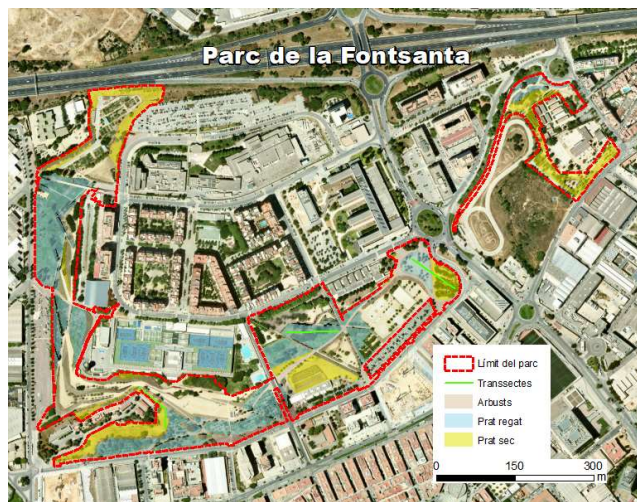 Parc de la Fontsanta
Límit del parc
Transsectes
Arbusts
Prat regat
Prat sec
0 150 300
m